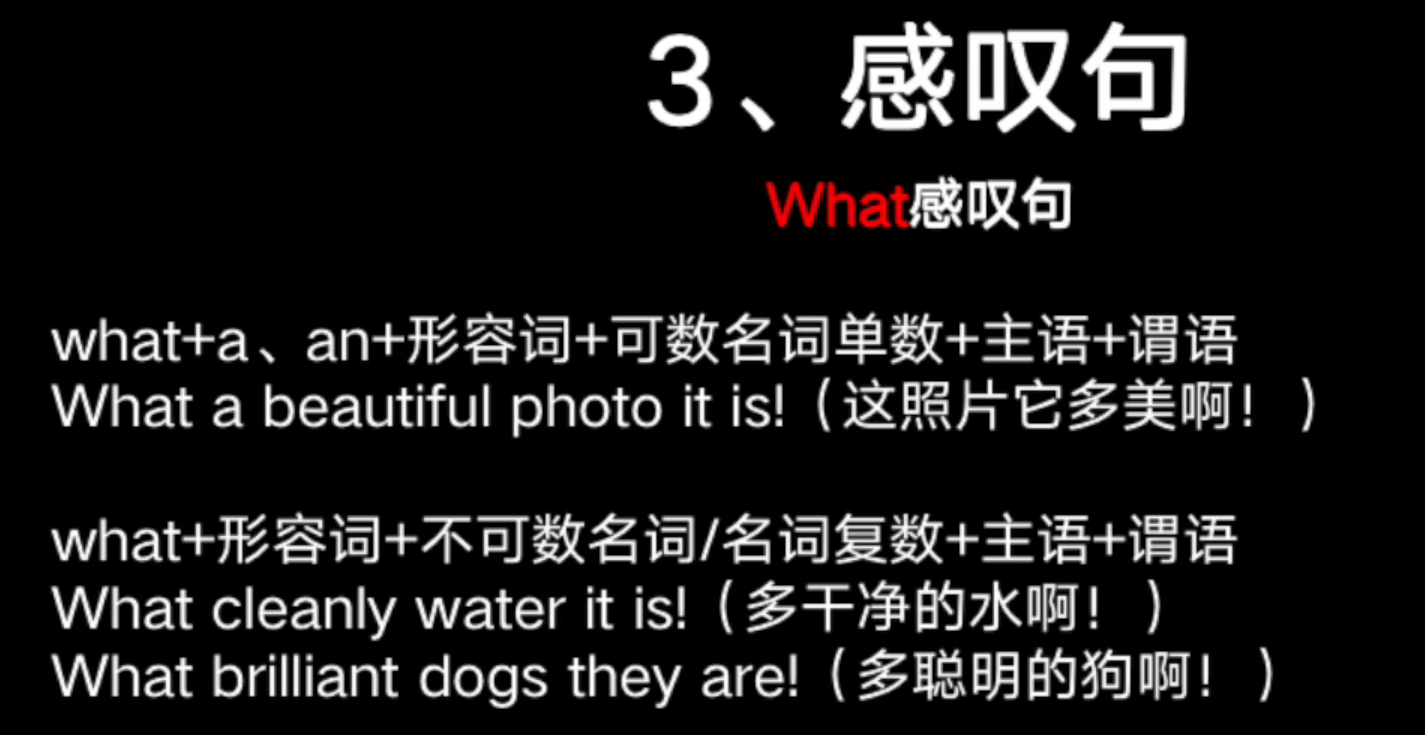 3、感叹句
What感叹句
what+a、an+形容词+可数名词单数+主语+谓语
What a beautiful photo it is!（这照片它多美啊！）
what+形容词+不可数名词/名词复数+主语+谓语
What cleanly water it is!（多干净的水啊！）
What brilliant dogs they are!（多聪明的狗啊！）